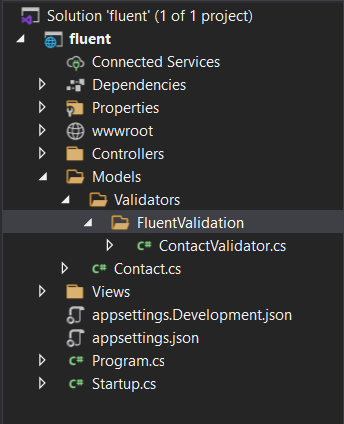 Solution 'fluent' (1 of 1 project)
fluent
Connected Services
Dependencies
Properties
wwwroot
Controllers
Models
Validators
FluentValidation
C# ContactValidator.cs
C# Contact.cs
Views
appsettings.Development.json
appsettings.json
C# Program.cs
C# Startup.cs